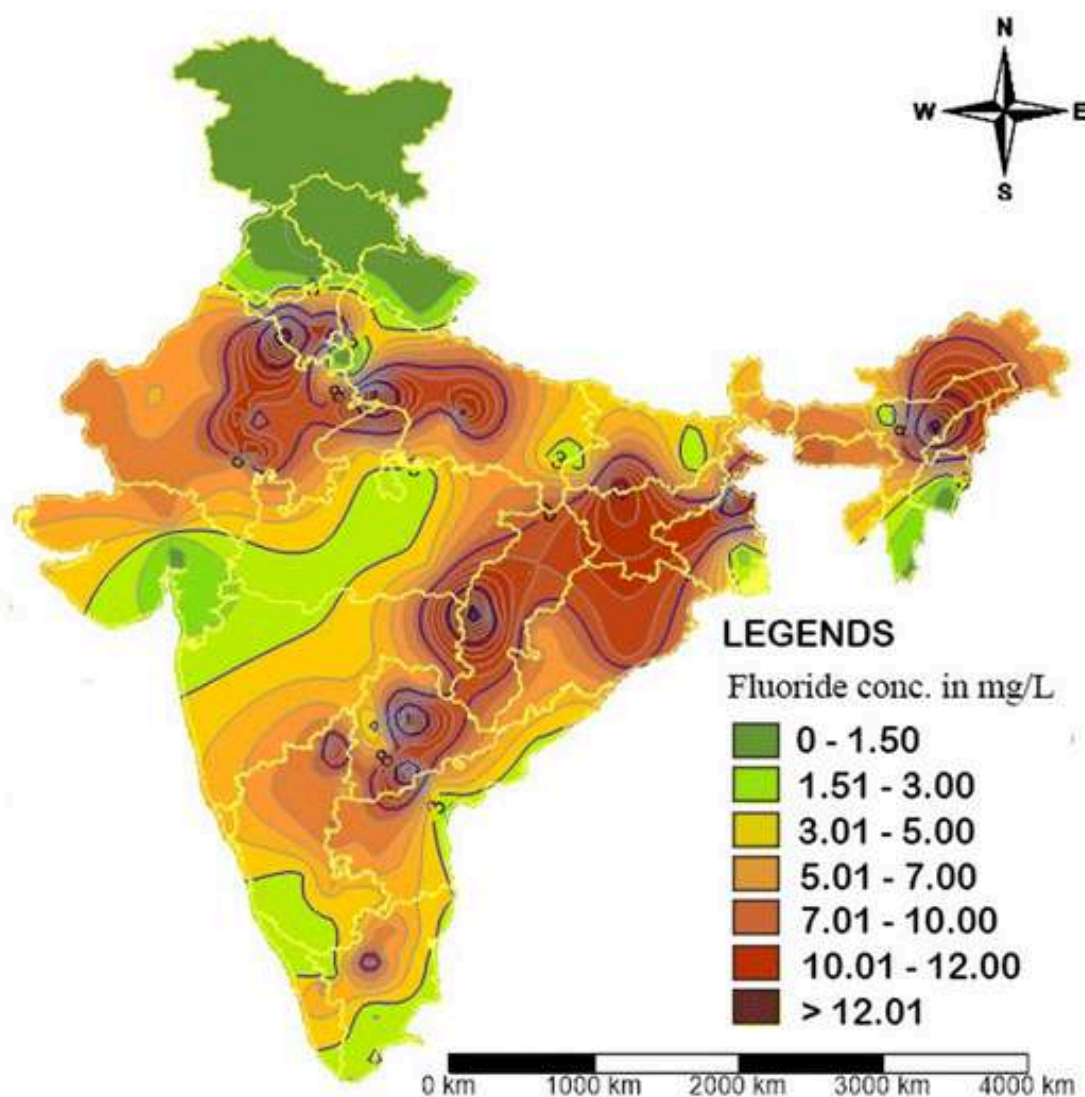 N
W E
S
LEGENDS
Fluoride conc. in mg/L
0 - 1.50
1.51 - 3.00
3.01 - 5.00
5.01 - 7.00
7.01 - 10.00
10.01 - 12.00
> 12.01
0 km 1000 km 2000 km 3000 km 4000 km